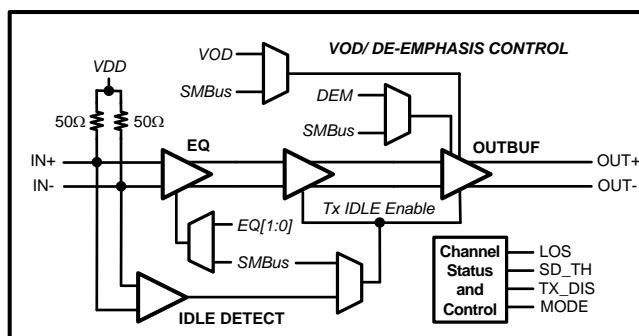 VOD/ DE-EMPHASIS CONTROL
VOD
VDD
SMBus
DEM
50Ω
50Ω
SMBus
EQ
OUTBUF
IN+
OUT+
IN-
OUT-
Tx IDLE Enable
EQ[1:0]
SMBus
IDLE DETECT
Channel
Status
and
Control
LOS
SD_TH
TX_DIS
MODE